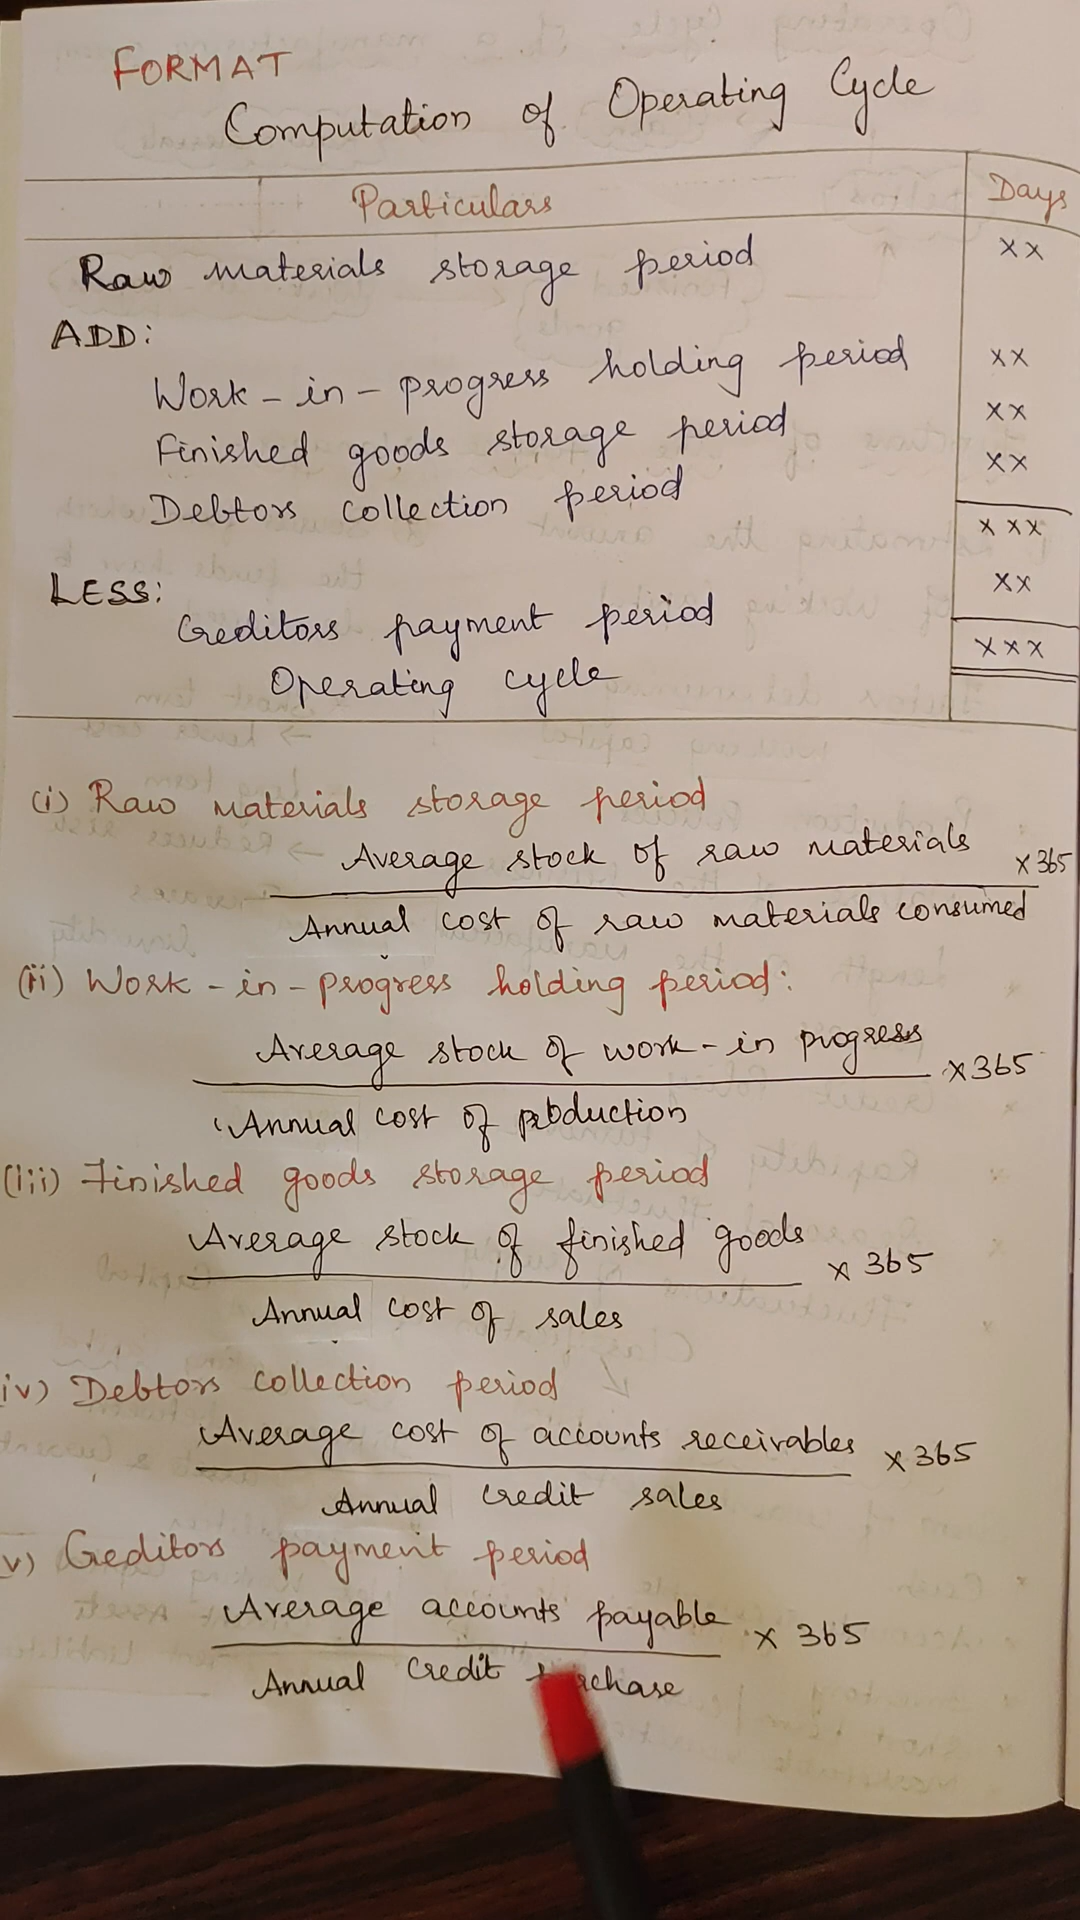 FORMAT
Computation of Operating Cycle
Particulars Days
Raw materials storage period xx
ADD:
Work-in-progress holding period xx
Finished goods storage period xx
Debtors collection period xx
xxx
LESS:
Creditors payment period xx
Operating cycle xxx
(i) Raw materials storage period
Average stock of raw materials x 365
Annual cost of raw materials consumed
(ii) Work-in-progress holding period:
Average stock of work-in progress x 365
Annual cost of production
(iii) Finished goods storage period
Average stock of finished goods x 365
Annual cost of sales
iv) Debtors collection period
Average cost of accounts receivables x 365
Annual credit sales
v) Creditors payment period
Average accounts payable x 365
Annual credit